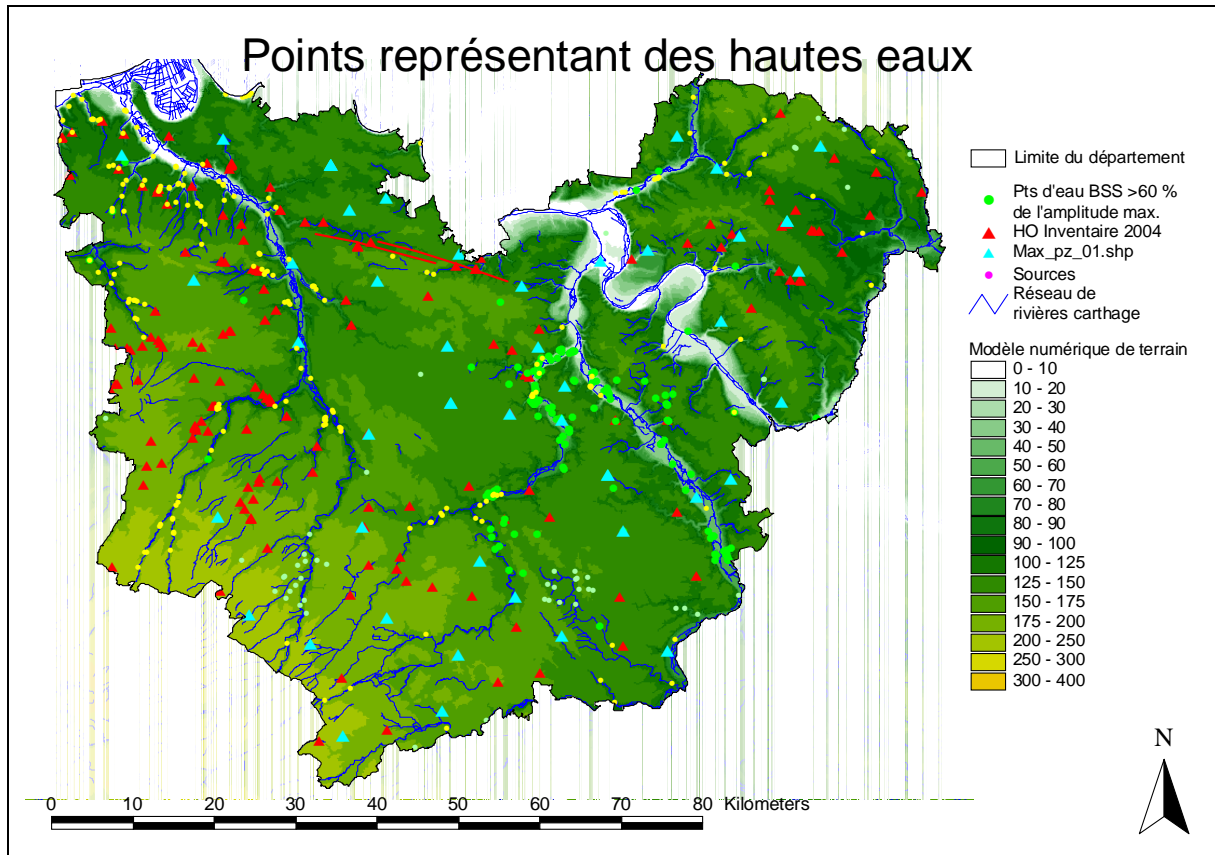 Points représentant des hautes eaux
Limite du département
Pts d'eau BSS >60 %
de l'amplitude max.
HO Inventaire 2004
Max_pz_01.shp
Sources
Réseau de
rivières carthage
Modèle numérique de terrain
0 - 10
10 - 20
20 - 30
30 - 40
40 - 50
50 - 60
60 - 70
70 - 80
80 - 90
90 - 100
100 - 125
125 - 150
150 - 175
175 - 200
200 - 250
250 - 300
300 - 400
N
0 10 20 30 40 50 60 70 80 Kilometers